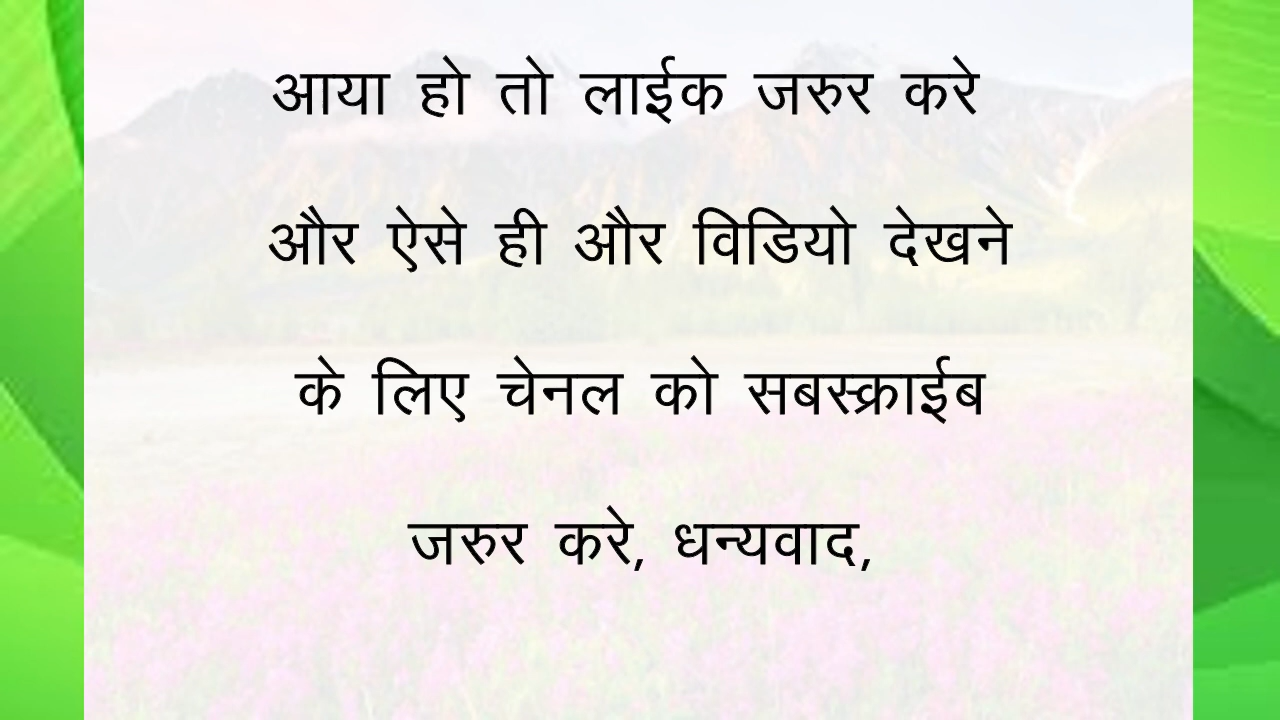 आया हो तो लाईक जरुर करे
और ऐसे ही और विडियो देखने
के लिए चेनल को सबस्क्राईब
जरुर करे, धन्यवाद,